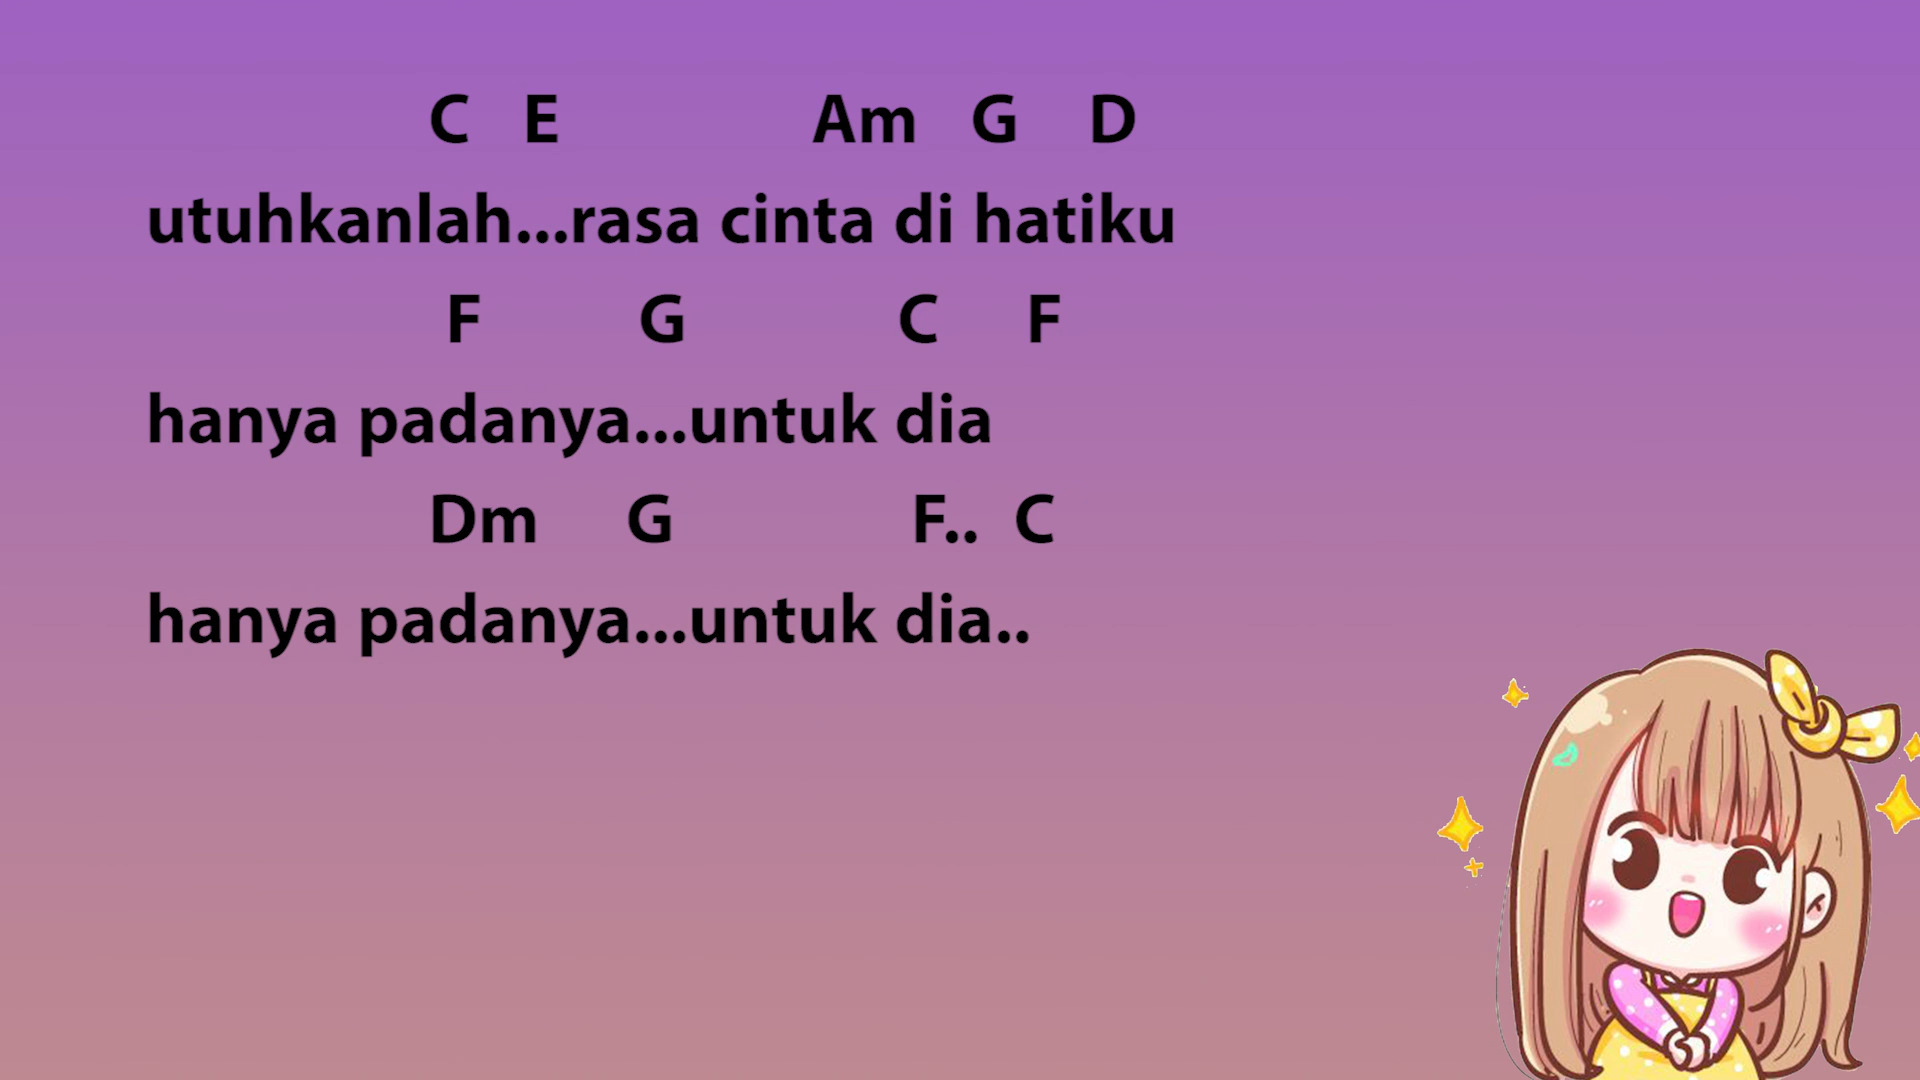 C E Am G D
utuhkanlah...rasa cinta di hatiku
F G C F
hanya padanya...untuk dia
Dm G F.. C
hanya padanya...untuk dia..